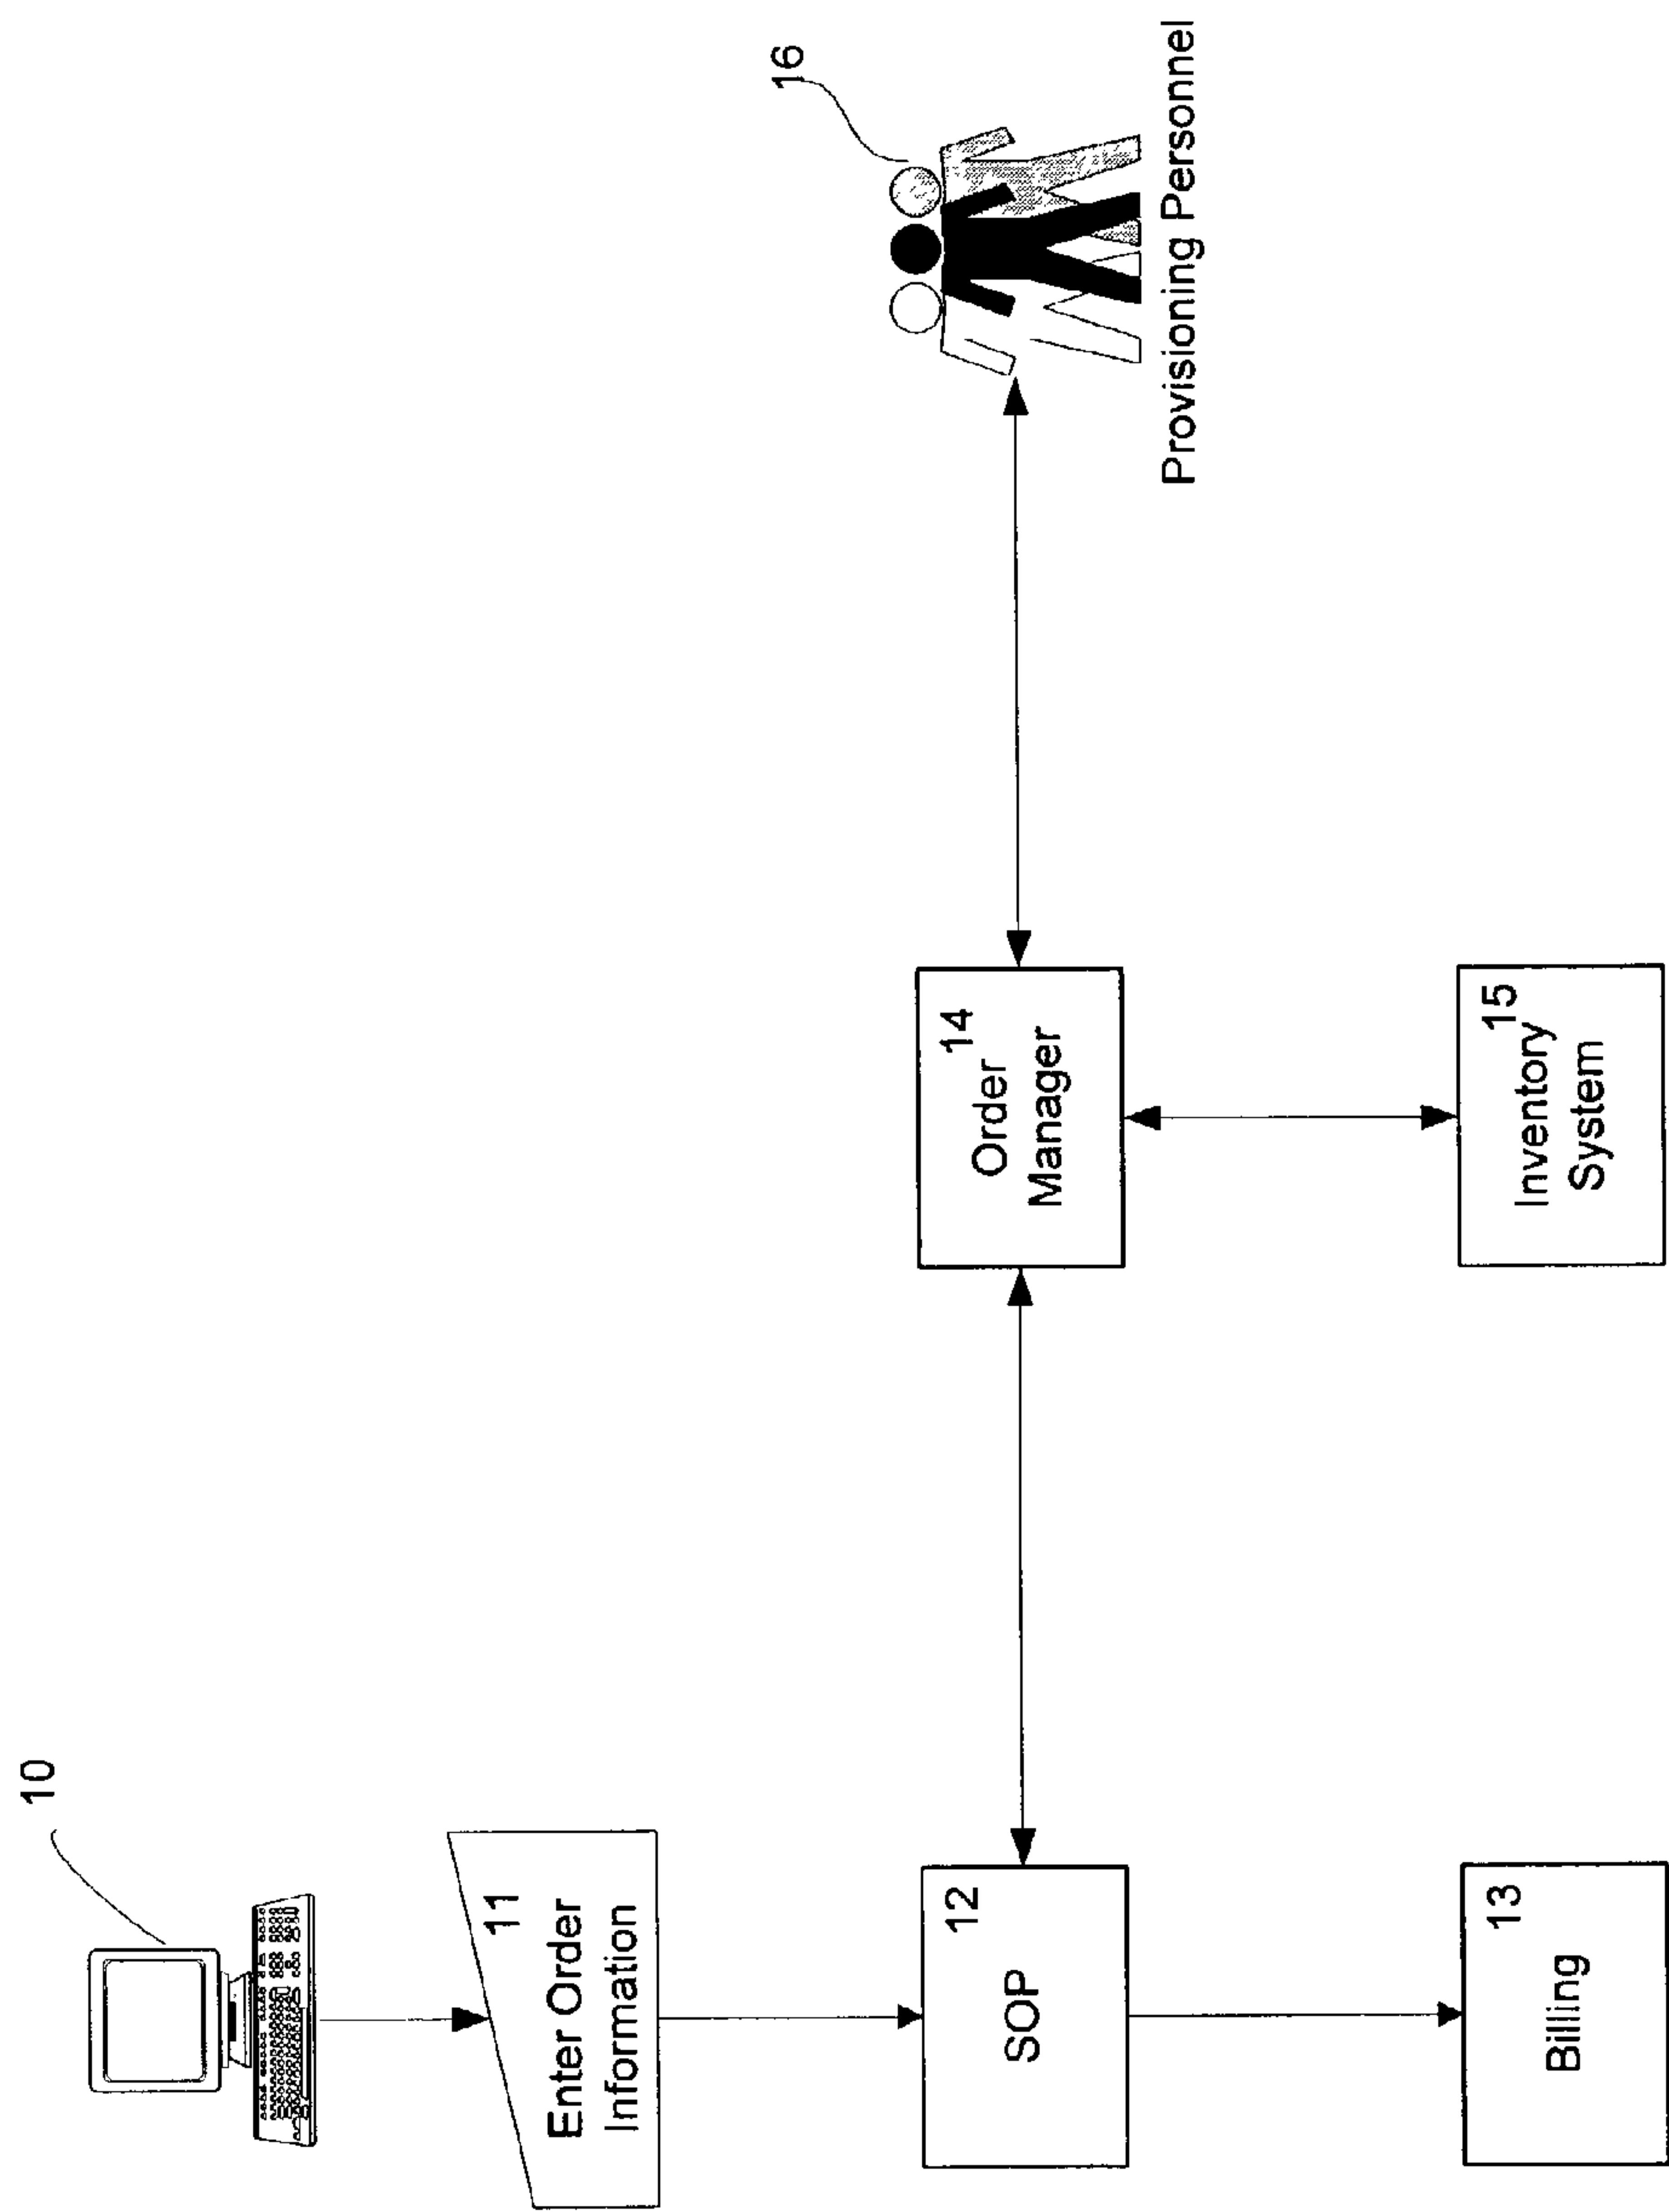 10
11
Enter Order
Information
12
SOP
13
Billing
14
Order
Manager
15
Inventory
System
16
Provisioning Personnel